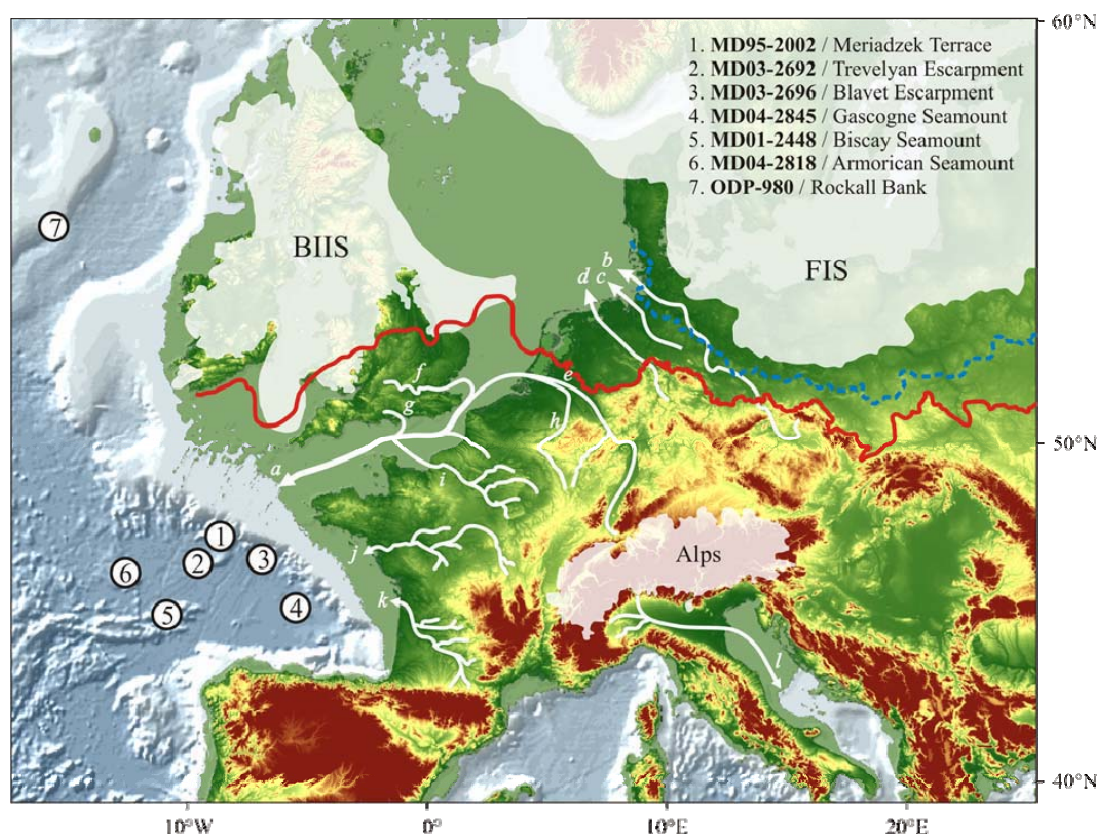 60°N
1. MD95-2002 / Meriadzek Terrace
2. MD03-2692 / Trevelyan Escarpment
3. MD03-2696 / Blavet Escarpment
4. MD04-2845 / Gascogne Seamount
5. MD01-2448 / Biscay Seamount
6. MD04-2818 / Armorican Seamount
7. ODP-980 / Rockall Bank
7
BIIS
FIS
b
d c
f
e
g
h
50°N
a
i
1
2
3
j
Alps
6
5
4
k
l
40°N
10°W
0°
10°E
20°E